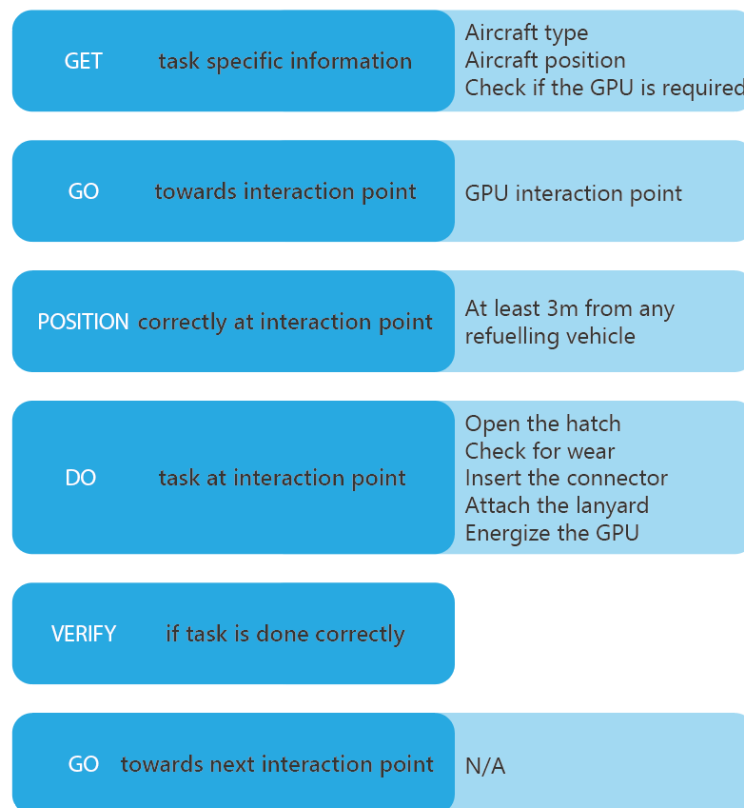 GET task specific information
Aircraft type
Aircraft position
Check if the GPU is required
GO towards interaction point
GPU interaction point
POSITION correctly at interaction point
At least 3m from any
refuelling vehicle
DO task at interaction point
Open the hatch
Check for wear
Insert the connector
Attach the lanyard
Energize the GPU
VERIFY if task is done correctly
GO towards next interaction point
N/A